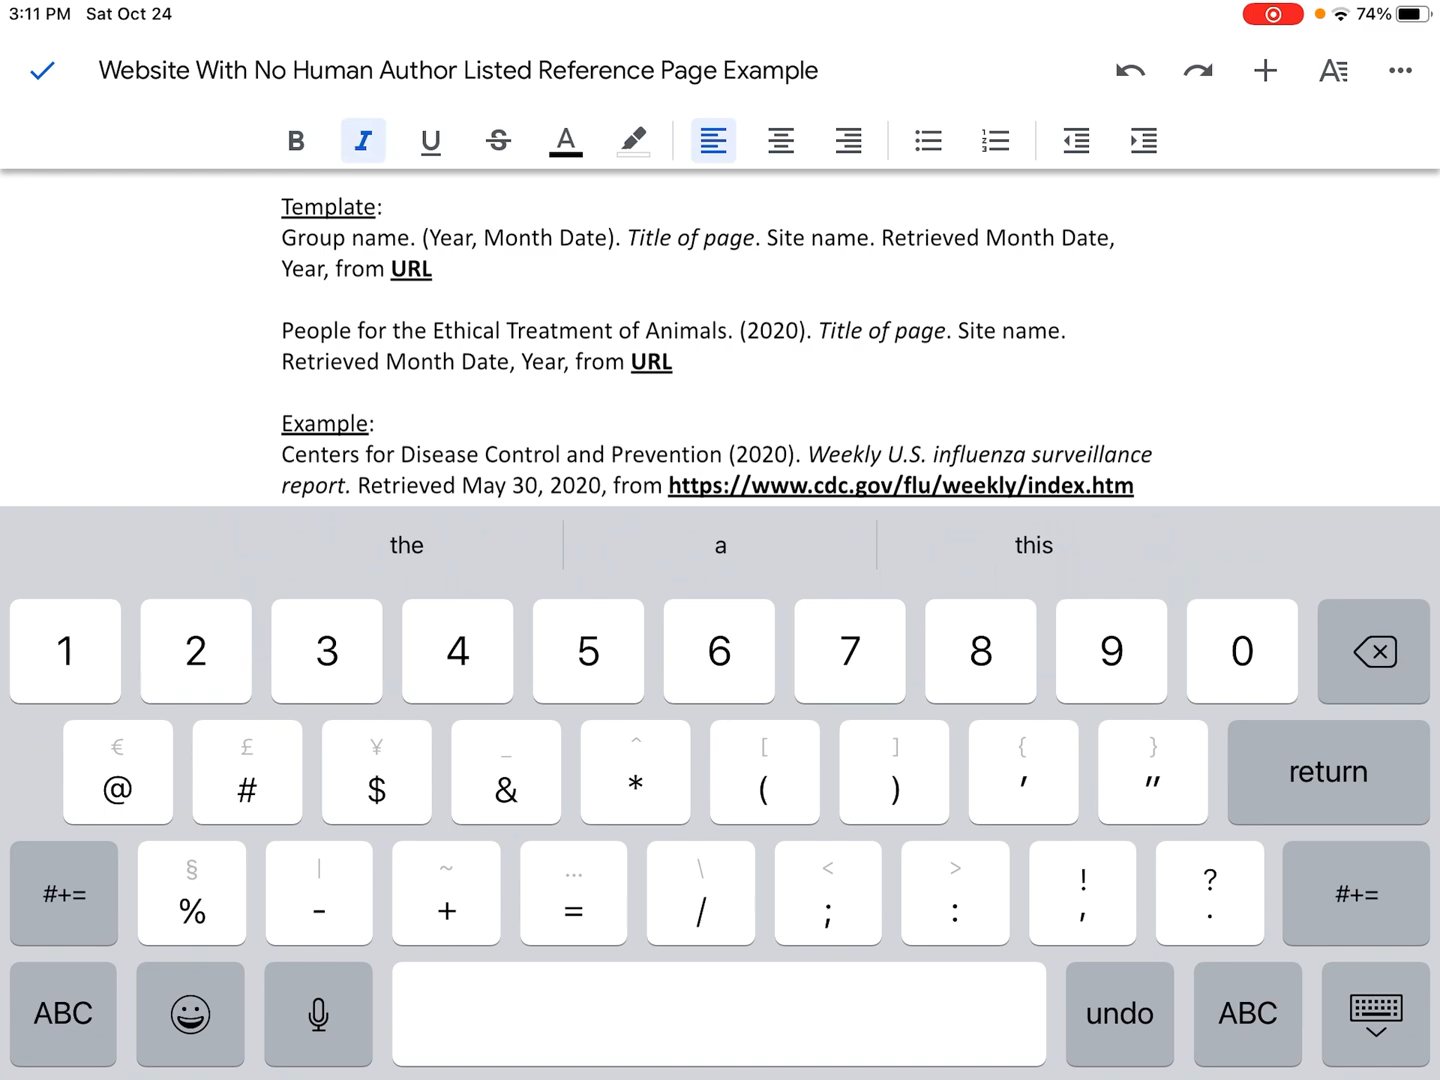 3:11 PM Sat Oct 24 74%
Website With No Human Author Listed Reference Page Example
B I U S A
Template:
Group name. (Year, Month Date). Title of page. Site name. Retrieved Month Date,
Year, from URL
People for the Ethical Treatment of Animals. (2020). Title of page. Site name.
Retrieved Month Date, Year, from URL
Example:
Centers for Disease Control and Prevention (2020). Weekly U.S. influenza surveillance
report. Retrieved May 30, 2020, from https://www.cdc.gov/flu/weekly/index.htm
the a this
1 2 3 4 5 6 7 8 9 0
€ £ ¥ _ ^ [ ] { }
@ # $ & * ( ) ' " return
§ | ~ … \ < > ! ?
#+= % - + = / ; : , . #+=
ABC undo ABC